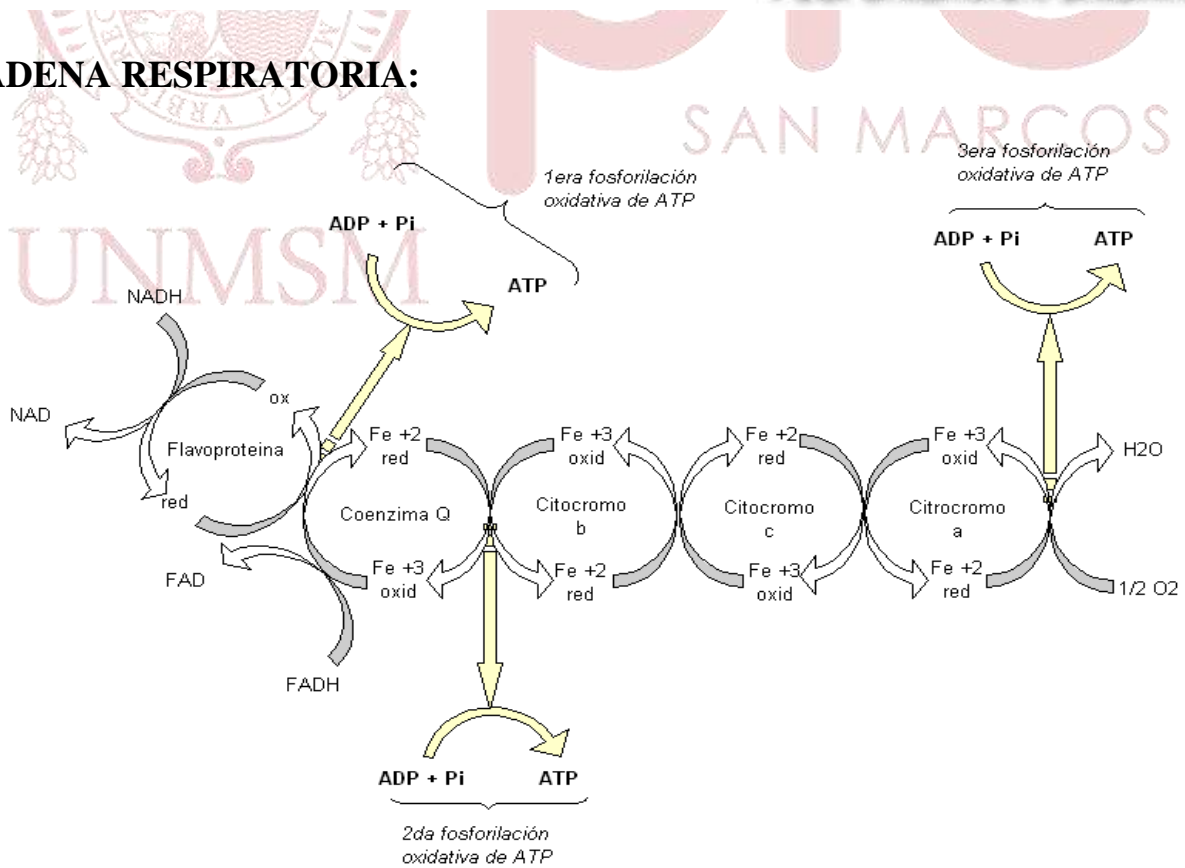 ADENA RESPIRATORIA:
SAN MARCOS
UNMSM
1era fosforilación
oxidativa de ATP
3era fosforilación
oxidativa de ATP
ADP + Pi
ATP
ADP + Pi
ATP
NADH
NAD
ox
Flavoproteina
red
FAD
FADH
Fe +2
red
Coenzima Q
Fe +3
oxid
Fe +3
oxid
Citocromo
b
Fe +2
red
Fe +2
red
Citocromo
c
Fe +3
oxid
Fe +3
oxid
Citrocromo
a
Fe +2
red
H2O
1/2 O2
ADP + Pi
ATP
2da fosforilación
oxidativa de ATP